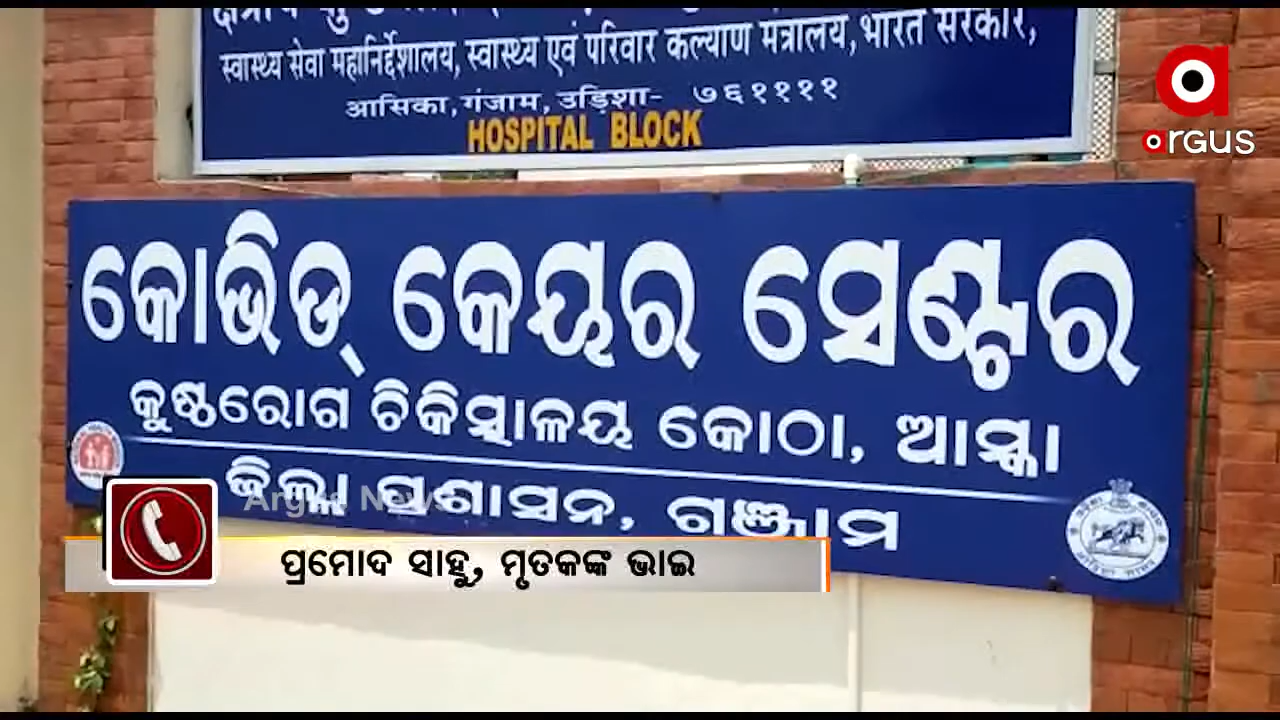 स्वास्थ्य सेवा महानिर्देशालय, स्वास्थ्य एवं परिवार कल्याण मंत्रालय, भारत सरकार,
आसिका, गंजाम, उड़िशा- ७६११११
HOSPITAL BLOCK
argus
କୋଭିଡ୍ କେୟର ସେଣ୍ଟର
କୁଷ୍ଠରୋଗ ଚିକିତ୍ସାଳୟ କୋଠା, ଆସ୍କା
ଜିଲ୍ଲା ପ୍ରଶାସନ, ଗଞ୍ଜାମ
Argus News
ପ୍ରମୋଦ ସାହୁ, ମୃତକଙ୍କ ଭାଇ